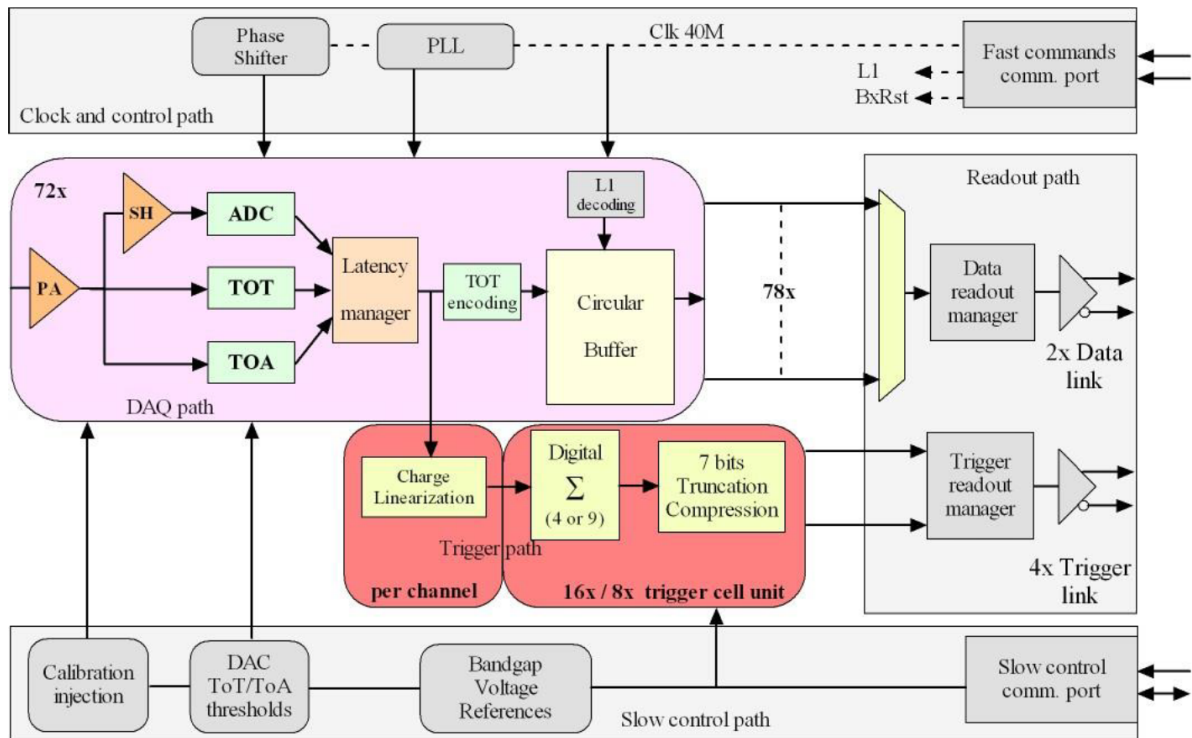 Phase
Shifter
PLL
Clk 40M
Fast commands
comm. port
L1
BxRst
Clock and control path
72x
SH
ADC
PA
TOT
TOA
Latency
manager
TOT
encoding
L1
decoding
Circular
Buffer
DAQ path
78x
Readout path
Data
readout
manager
2x Data
link
Charge
Linearization
Digital
Σ
(4 or 9)
7 bits
Truncation
Compression
Trigger path
per channel
16x / 8x trigger cell unit
Trigger
readout
manager
4x Trigger
link
Calibration
injection
DAC
ToT/ToA
thresholds
Bandgap
Voltage
References
Slow control path
Slow control
comm. port